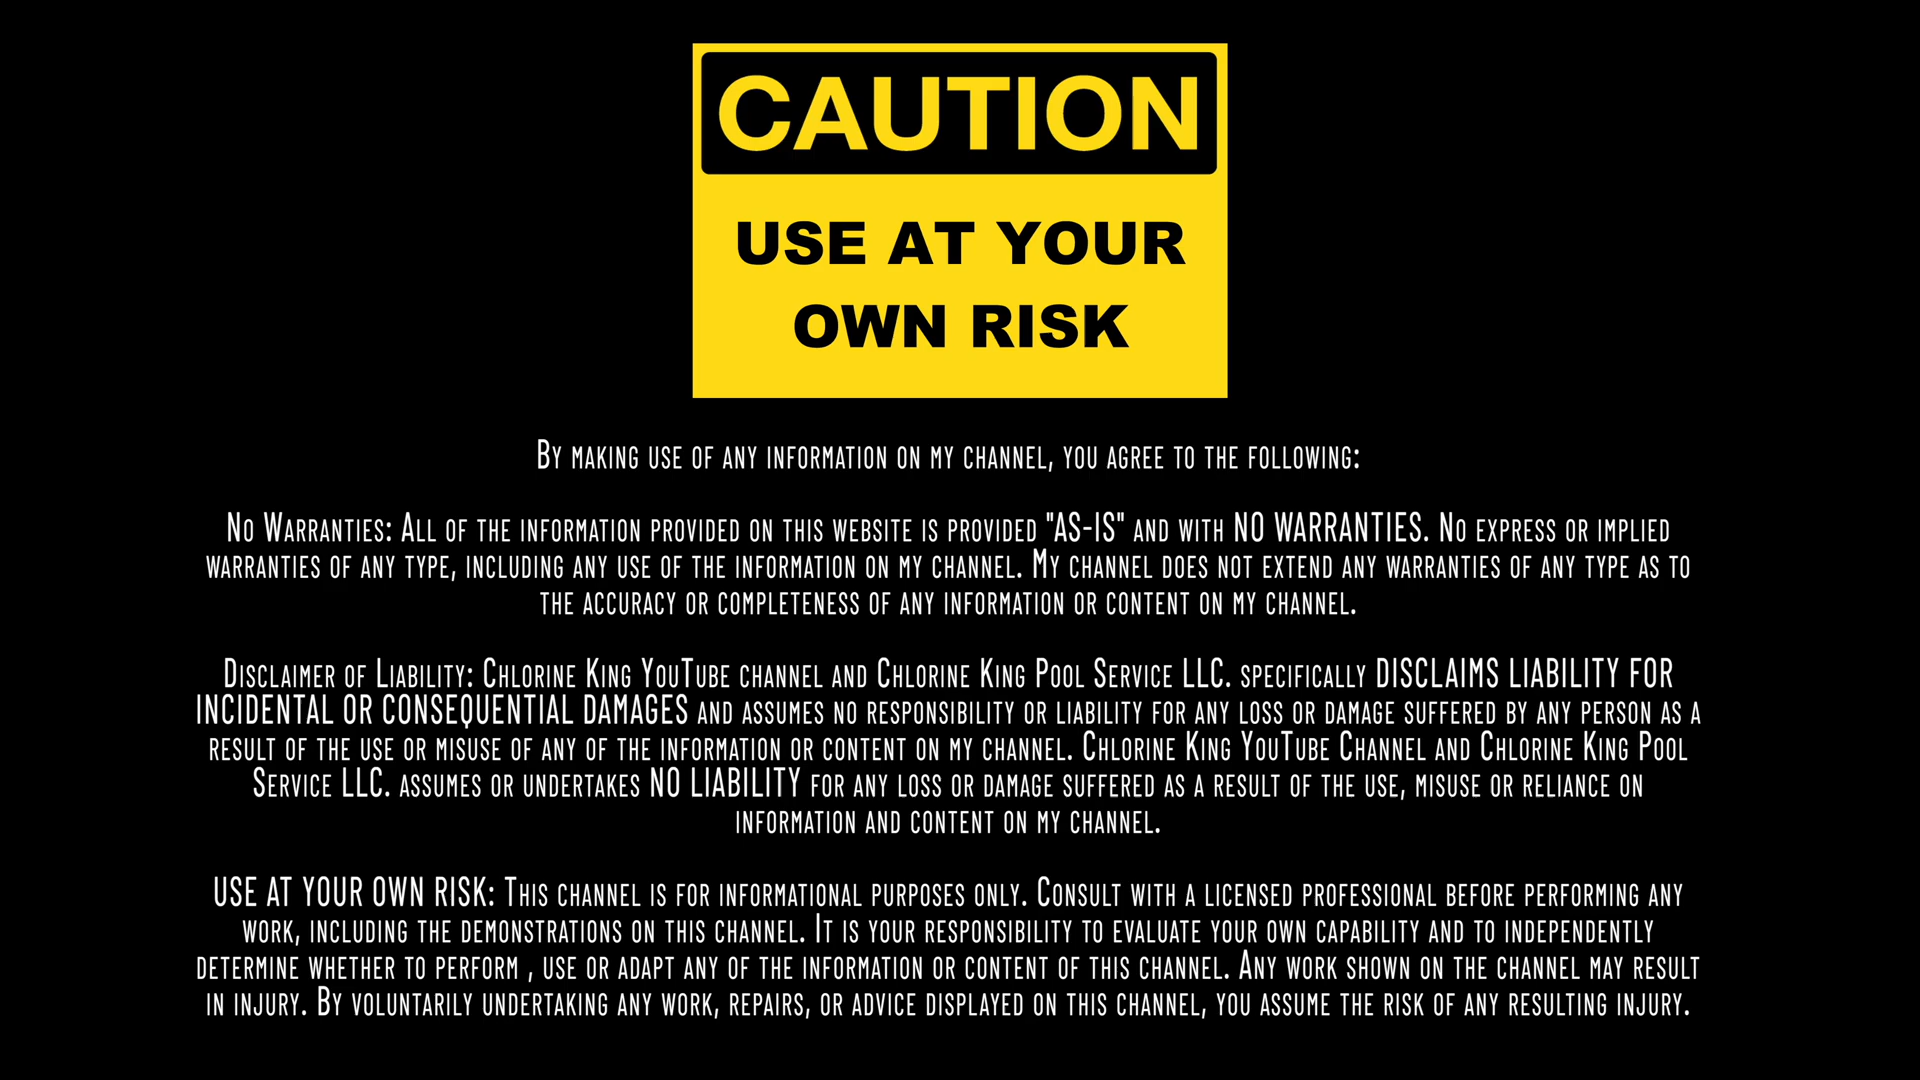 CAUTION
USE AT YOUR
OWN RISK
By making use of any information on my channel, you agree to the following:
No Warranties: All of the information provided on this website is provided "AS-IS" and with NO WARRANTIES. No express or implied
warranties of any type, including any use of the information on my channel. My channel does not extend any warranties of any type as to
the accuracy or completeness of any information or content on my channel.
Disclaimer of Liability: Chlorine King YouTube channel and Chlorine King Pool Service LLC. specifically DISCLAIMS LIABILITY FOR
INCIDENTAL OR CONSEQUENTIAL DAMAGES and assumes no responsibility or liability for any loss or damage suffered by any person as a
result of the use or misuse of any of the information or content on my channel. Chlorine King YouTube Channel and Chlorine King Pool
Service LLC. assumes or undertakes NO LIABILITY for any loss or damage suffered as a result of the use, misuse or reliance on
information and content on my channel.
USE AT YOUR OWN RISK: This channel is for informational purposes only. Consult with a licensed professional before performing any
work, including the demonstrations on this channel. It is your responsibility to evaluate your own capability and to independently
determine whether to perform , use or adapt any of the information or content of this channel. Any work shown on the channel may result
in injury. By voluntarily undertaking any work, repairs, or advice displayed on this channel, you assume the risk of any resulting injury.